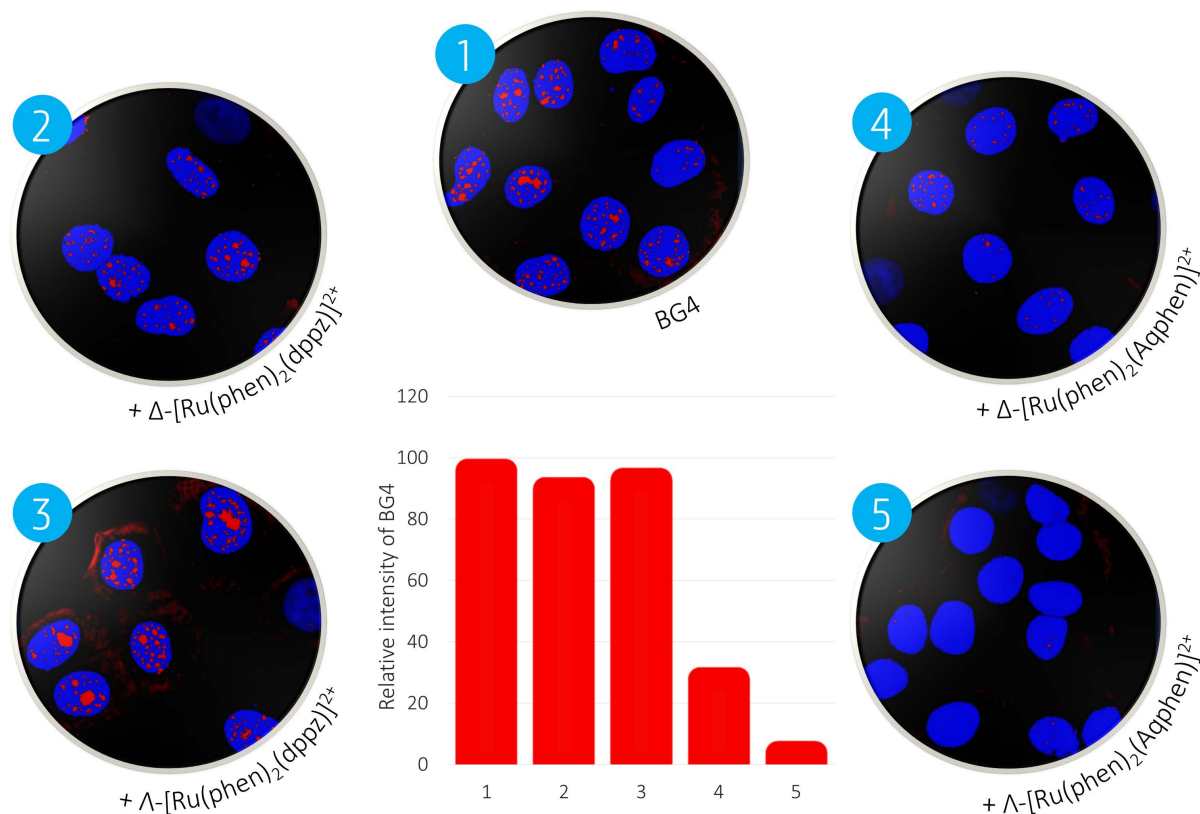 1
BG4
2
+ Δ-[Ru(phen)₂(dppz)]²⁺
3
+ Λ-[Ru(phen)₂(dppz)]²⁺
4
+ Δ-[Ru(phen)₂(Aqphen)]²⁺
5
+ Λ-[Ru(phen)₂(Aqphen)]²⁺
Relative intensity of BG4
120
100
80
60
40
20
0
1 2 3 4 5